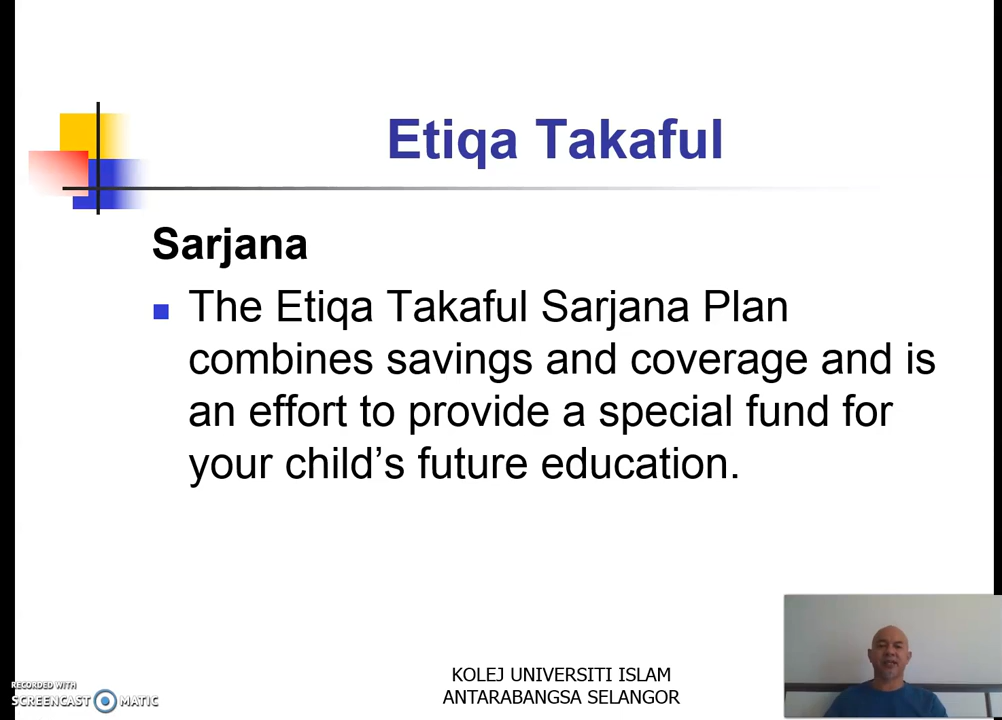 Etiqa Takaful
Sarjana
The Etiqa Takaful Sarjana Plan
combines savings and coverage and is
an effort to provide a special fund for
your child’s future education.
KOLEJ UNIVERSITI ISLAM
ANTARABANGSA SELANGOR
RECORDED WITH
SCREENCAST MATIC